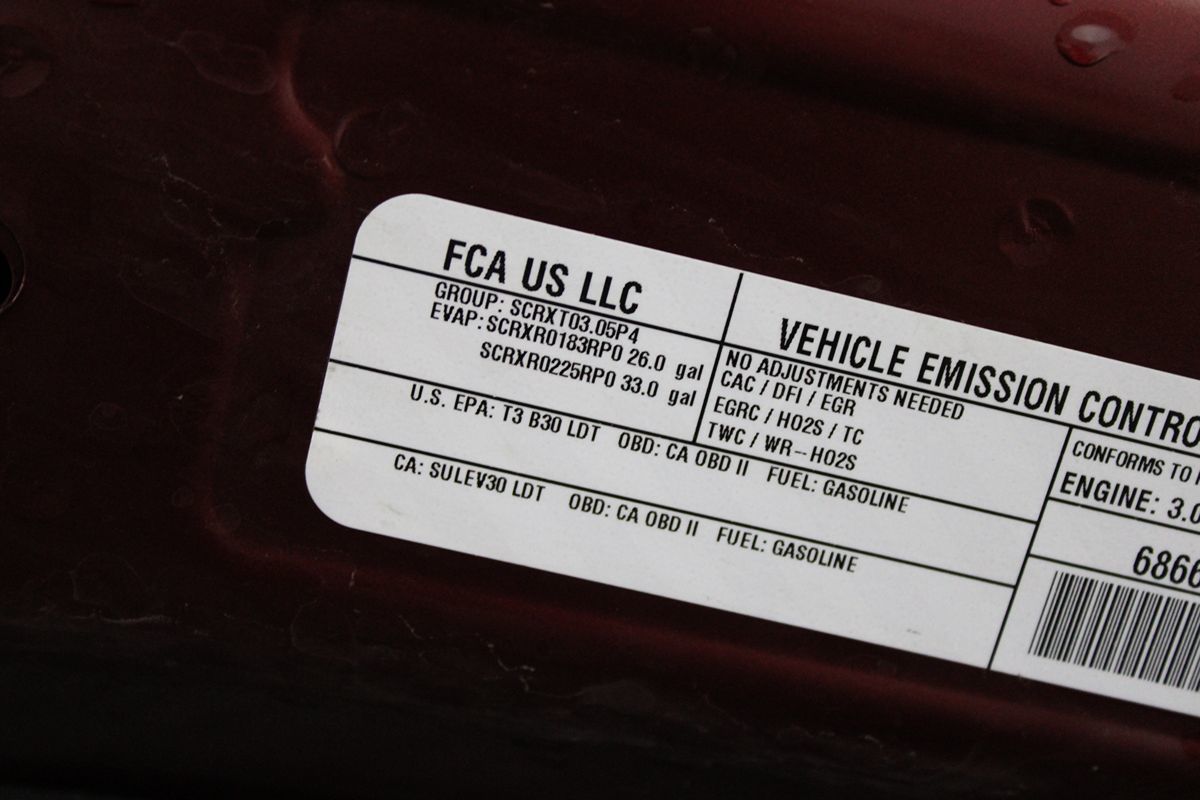 FCA US LLC
GROUP: SCRXT03.05P4
EVAP: SCRXR0183RP0 26.0 gal
SCRXR0225RP0 33.0 gal
VEHICLE EMISSION CONTRO
NO ADJUSTMENTS NEEDED
CAC / DFI / EGR
EGRC / HO2S / TC
TWC / WR-HO2S
U.S. EPA: T3 B30 LDT OBD: CA OBD II FUEL: GASOLINE
CA: SULEV30 LDT OBD: CA OBD II FUEL: GASOLINE
CONFORMS TO
ENGINE: 3.0
6866